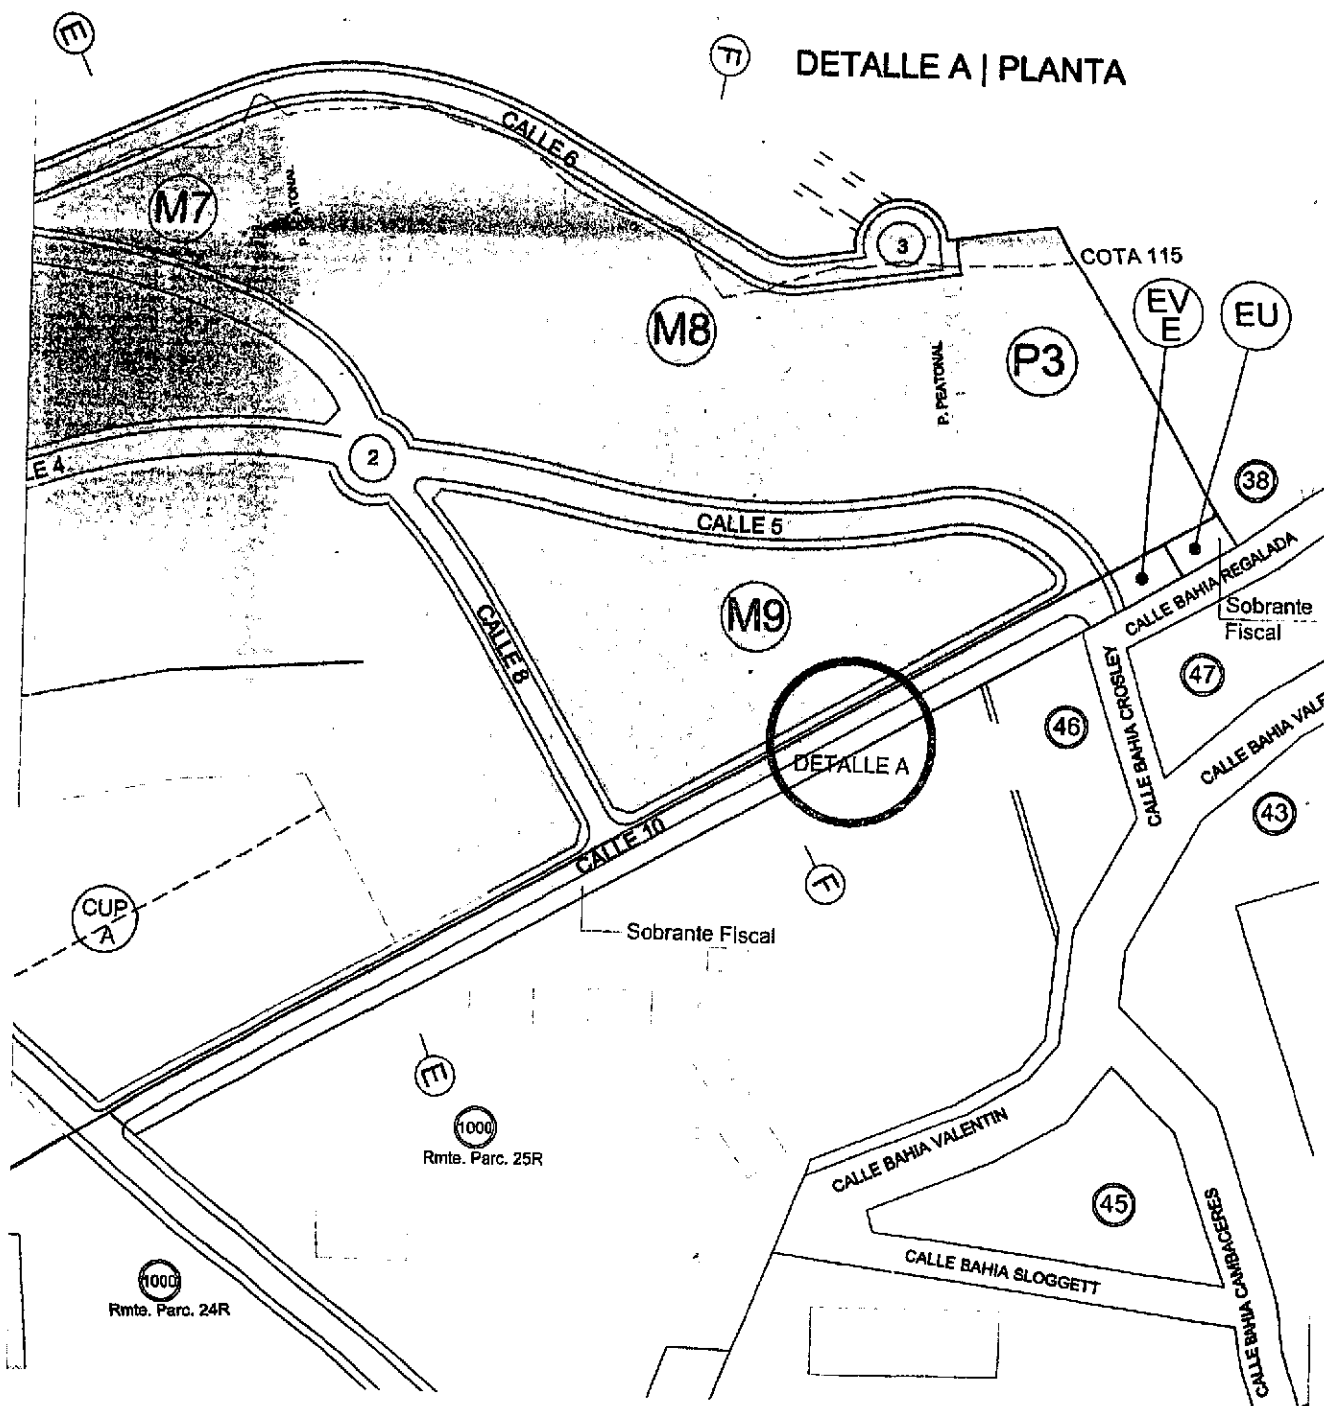 E
F
DETALLE A | PLANTA
CALLE 6
M7
P. PEATONAL
3
COTA 115
M8
EV
E
EU
P3
P. PEATONAL
LE 4
2
38
CALLE 5
CALLE BAHIA REGALADA
M9
Sobrante
Fiscal
CALLE 8
CALLE BAHIA CROSLEY
47
46
CALLE BAHIA VALE
DETALLE A
43
CALLE 10
F
CUP
A
Sobrante Fiscal
E
1000
Rmte. Parc. 25R
CALLE BAHIA VALENTIN
45
CALLE BAHIA CAMBACERES
CALLE BAHIA SLOGGETT
1000
Rmte. Parc. 24R